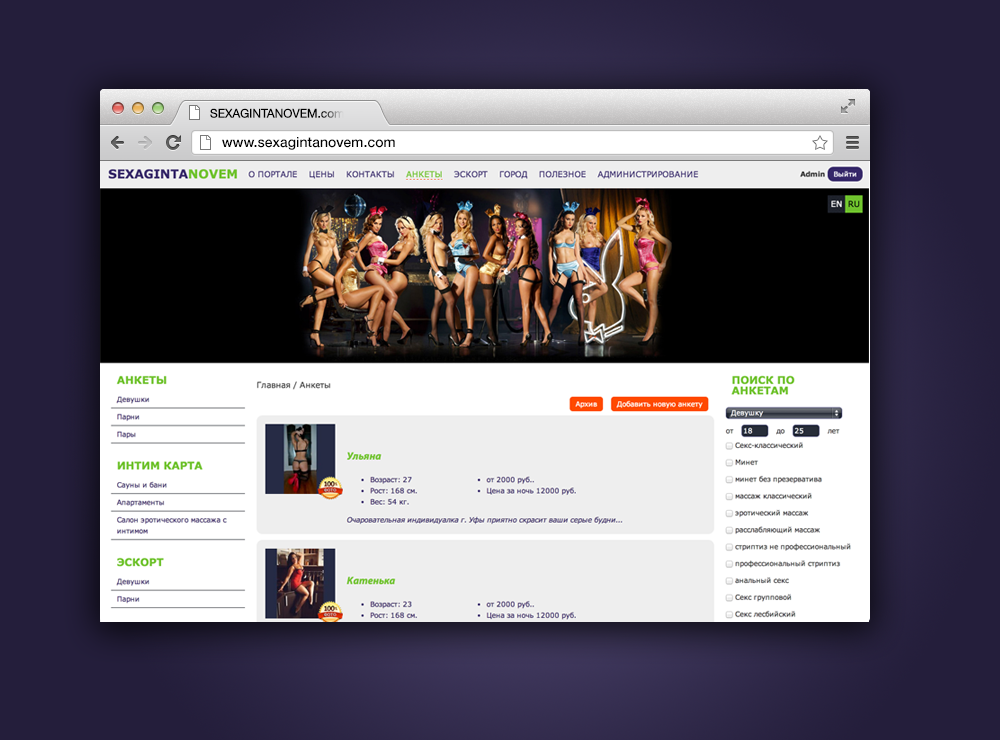 SEXAGINTANOVEM.com
www.sexagintanovem.com
SEXAGINTANOVEM О ПОРТАЛЕ ЦЕНЫ КОНТАКТЫ АНКЕТЫ ЭСКОРТ ГОРОД ПОЛЕЗНОЕ АДМИНИСТРИРОВАНИЕ Admin Выйти
EN RU
АНКЕТЫ
Девушки
Парни
Пары
ИНТИМ КАРТА
Сауны и бани
Апартаменты
Салон эротического массажа с
интимом
ЭСКОРТ
Девушки
Парни
Главная / Анкеты
Архив Добавить новую анкету
Ульяна
Возраст: 27
Рост: 168 см.
Вес: 54 кг.
от 2000 руб..
Цена за ночь 12000 руб.
100%
Очаровательная индивидуалка г. Уфы приятно скрасит ваши серые будни...
Катенька
Возраст: 23
Рост: 168 см.
от 2000 руб..
Цена за ночь 12000 руб.
100%
ПОИСК ПО
АНКЕТАМ
Девушку
от 18 до 25 лет
Секс-классический
Минет
минет без презерватива
массаж классический
эротический массаж
расслабляющий массаж
стриптиз не профессиональный
профессиональный стриптиз
анальный секс
Секс групповой
Секс лесбийский